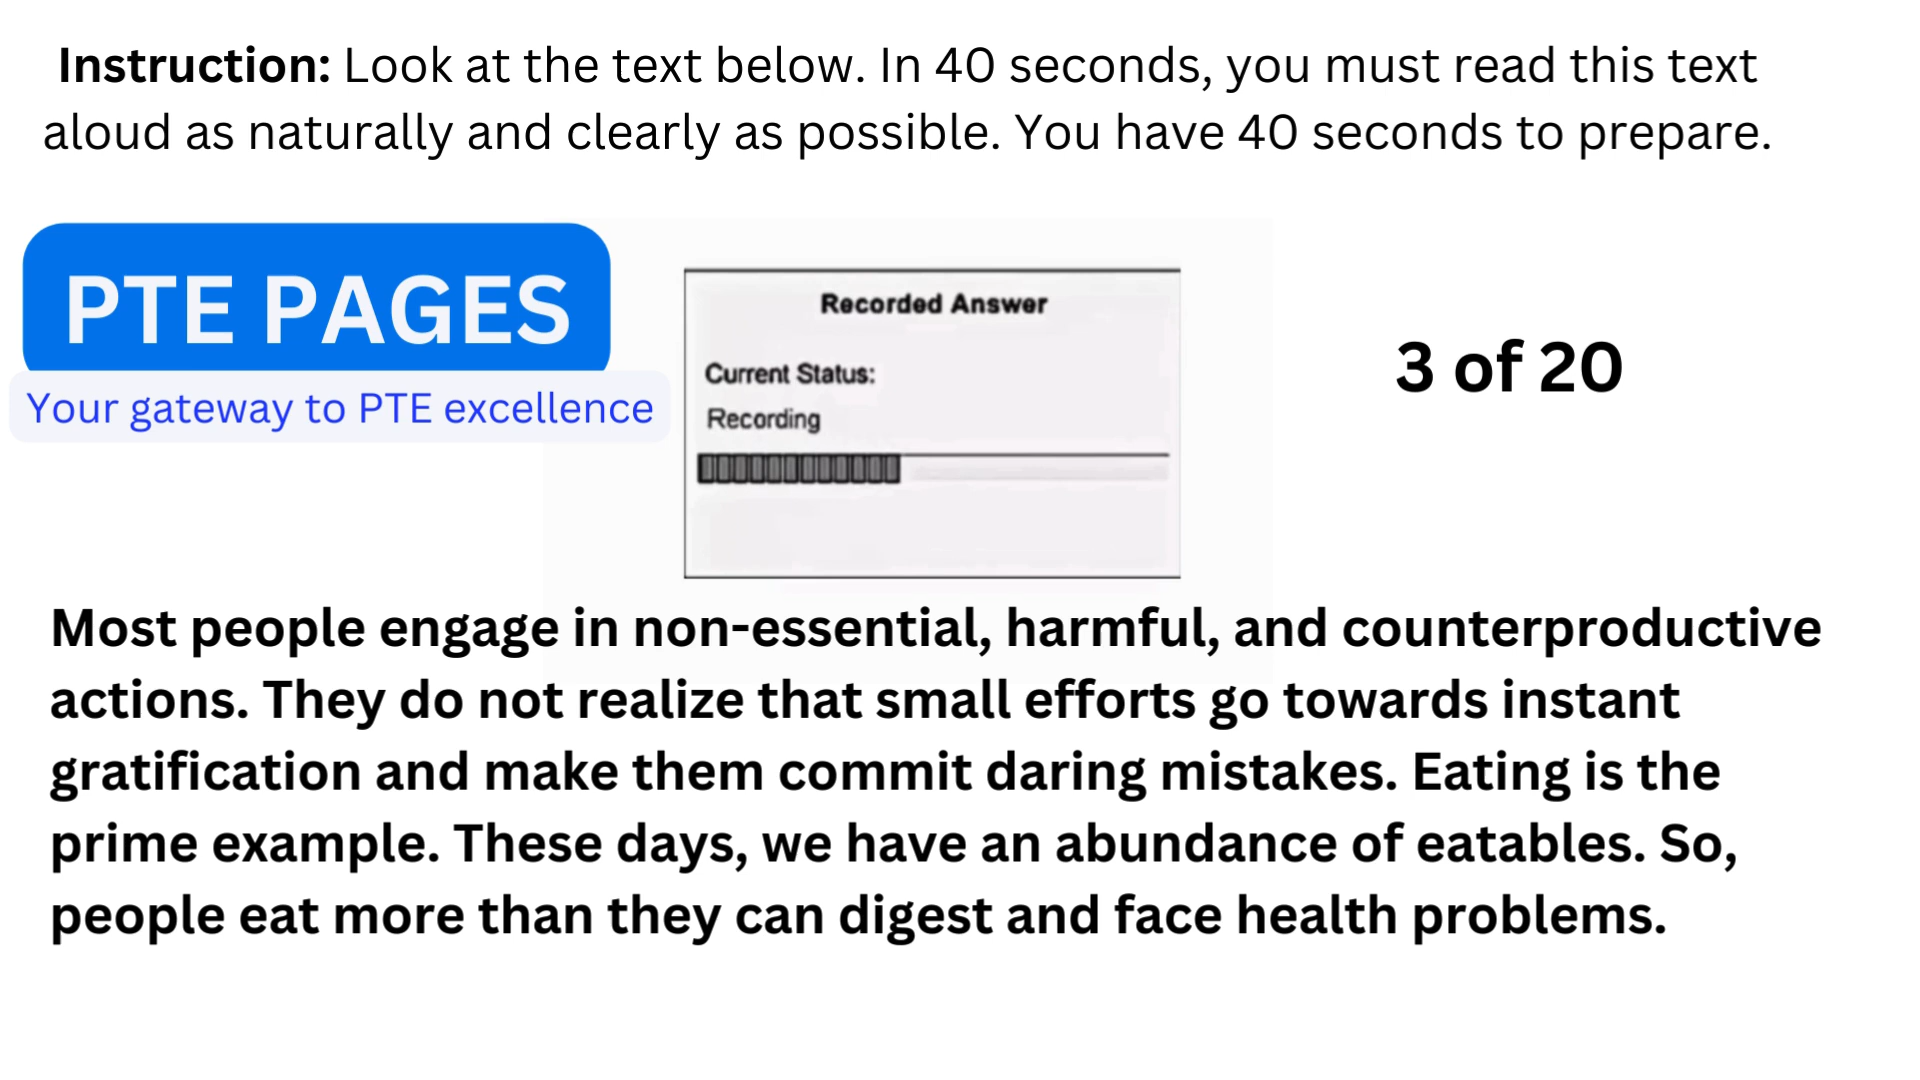 Instruction: Look at the text below. In 40 seconds, you must read this text
aloud as naturally and clearly as possible. You have 40 seconds to prepare.
PTE PAGES
Your gateway to PTE excellence
Recorded Answer
Current Status:
Recording
3 of 20
Most people engage in non-essential, harmful, and counterproductive
actions. They do not realize that small efforts go towards instant
gratification and make them commit daring mistakes. Eating is the
prime example. These days, we have an abundance of eatables. So,
people eat more than they can digest and face health problems.